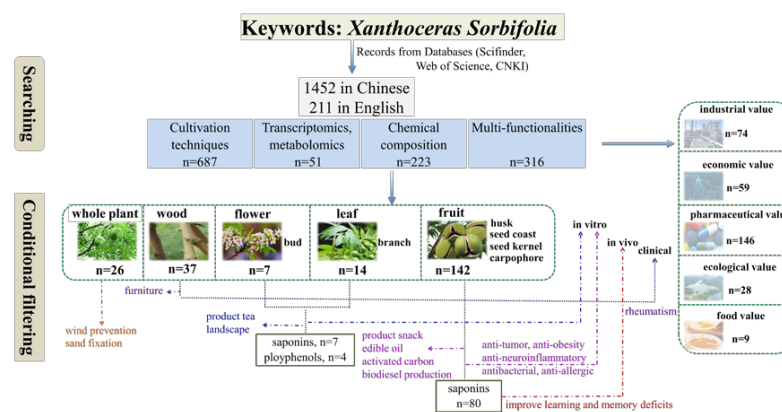 Keywords: Xanthoceras Sorbifolia
Records from Databases (Scifinder,
Web of Science, CNKI)
1452 in Chinese
211 in English
Searching
Cultivation
techniques
n=687
Transcriptomics,
metabolomics
n=51
Chemical
composition
n=223
Multi-functionalities
n=316
industrial value
n=74
economic value
n=59
pharmaceutical value
n=146
ecological value
n=28
food value
n=9
Conditional filtering
whole plant
n=26
wood
n=37
flower
bud
n=7
leaf
branch
n=14
fruit
husk
seed coast
seed kernel
carpophore
n=142
in vitro
in vivo
clinical
furniture
rheumatism
wind prevention
sand fixation
product tea
landscape
saponins, n=7
ployphenols, n=4
product snack
edible oil
activated carbon
biodiesel production
anti-tumor, anti-obesity
anti-neuroinflammatory
antibacterial, anti-allergic
saponins
n=80
improve learning and memory deficits